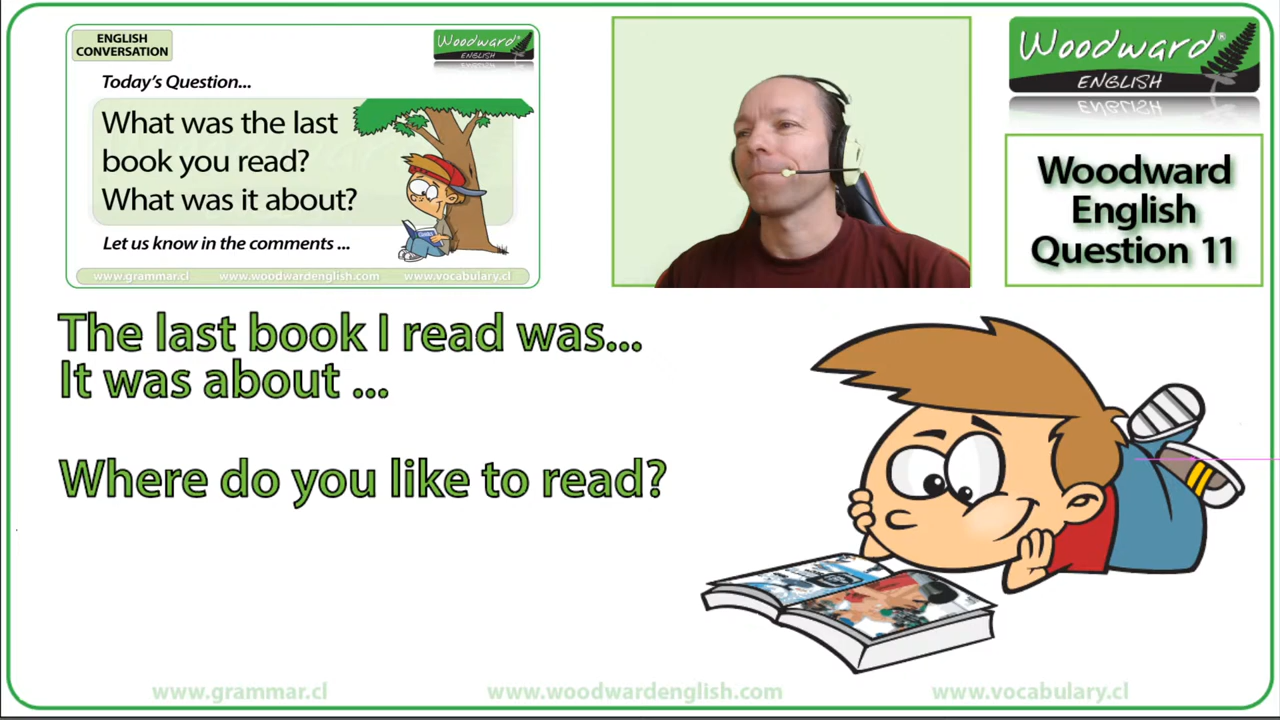 ENGLISH
CONVERSATION
Woodward®
ENGLISH
Today's Question...
What was the last
book you read?
What was it about?
Let us know in the comments ...
www.grammar.cl www.woodwardenglish.com www.vocabulary.cl
Woodward®
ENGLISH
Woodward
English
Question 11
The last book I read was...
It was about ...
Where do you like to read?
www.grammar.cl www.woodwardenglish.com www.vocabulary.cl